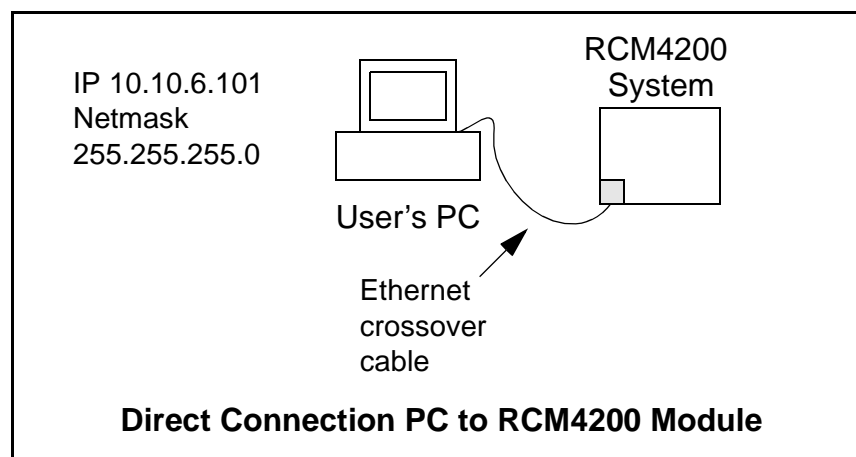 IP 10.10.6.101
Netmask
255.255.255.0
RCM4200
System
User's PC
Ethernet
crossover
cable
Direct Connection PC to RCM4200 Module